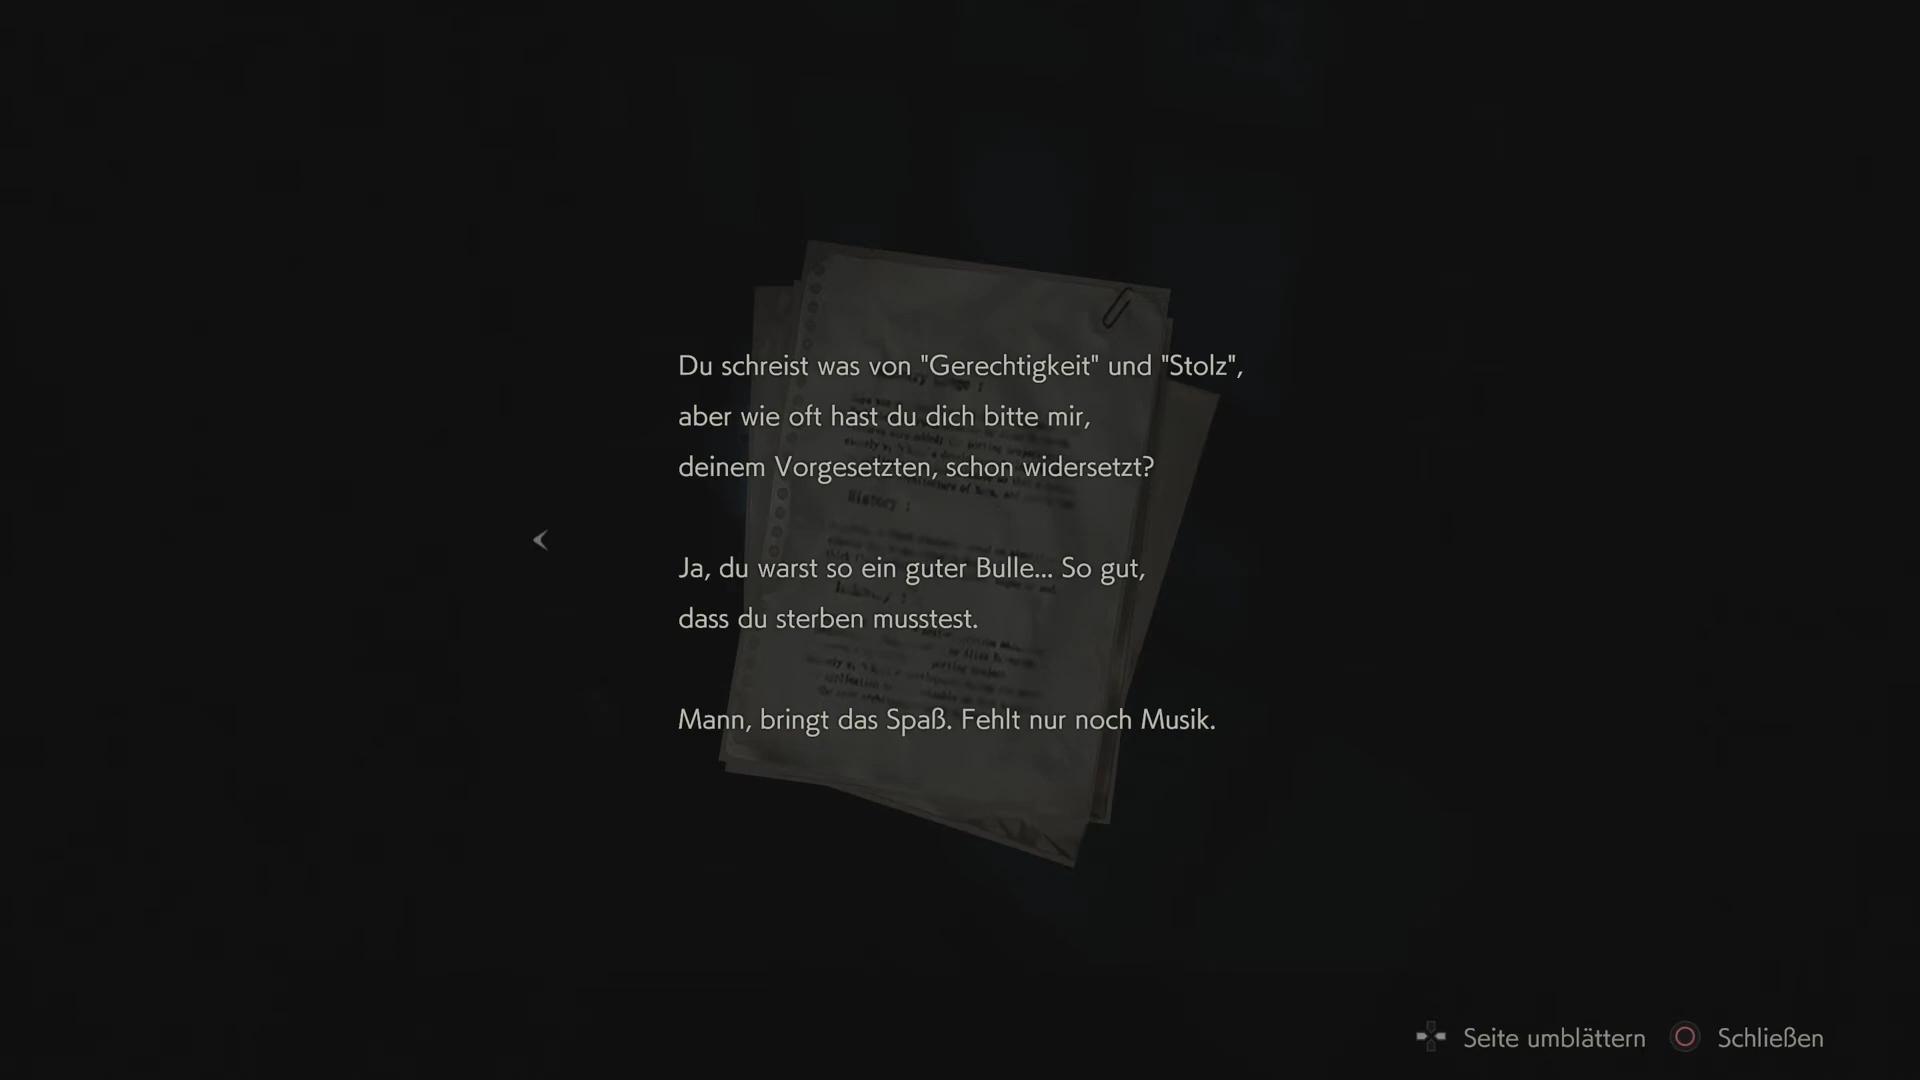 Du schreist was von "Gerechtigkeit" und "Stolz",
aber wie oft hast du dich bitte mir,
deinem Vorgesetzten, schon widersetzt?
Ja, du warst so ein guter Bulle... So gut,
dass du sterben musstest.
Mann, bringt das Spaß. Fehlt nur noch Musik.
History :
Seite umblättern
Schließen